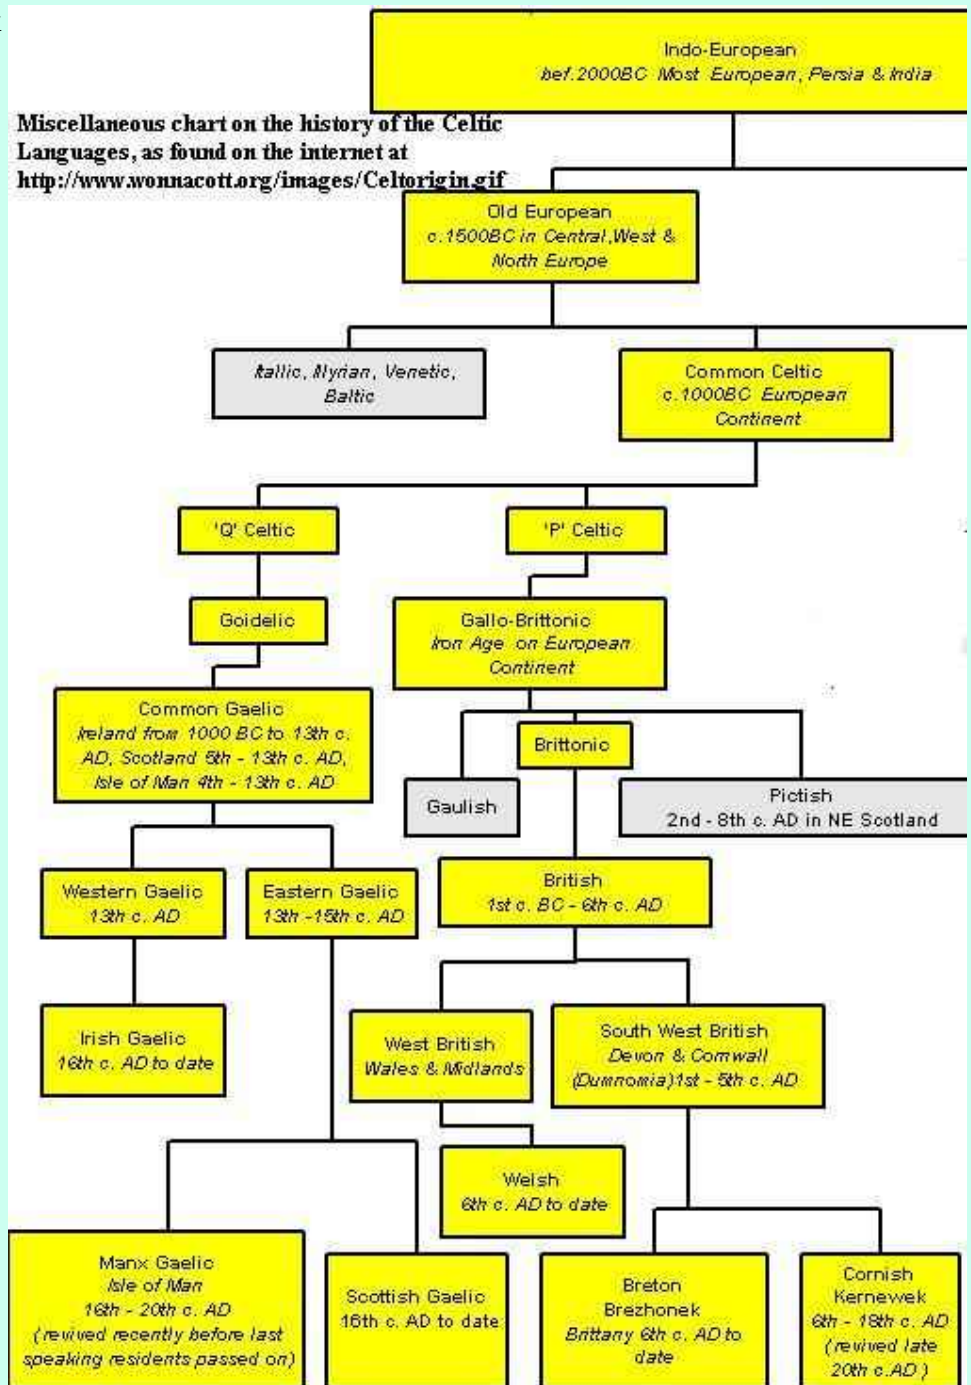 Indo-European
bef.2000BC Most European, Persia & India
Miscellaneous chart on the history of the Celtic
Languages, as found on the internet at
http://www.wonnacott.org/images/Celtorigin.gif
Old European
c.1500BC in Central,West &
North Europe
Itallic, Illyrian, Venetic,
Baltic
Common Celtic
c.1000BC European
Continent
'Q' Celtic
'P' Celtic
Goidelic
Gallo-Brittonic
Iron Age on European
Continent
Common Gaelic
Ireland from 1000 BC to 13th c.
AD, Scotland 5th - 13th c. AD,
Isle of Man 4th - 13th c. AD
Brittonic
Gaulish
Pictish
2nd - 8th c. AD in NE Scotland
Western Gaelic
13th c. AD
Eastern Gaelic
13th -15th c. AD
British
1st c. BC - 6th c. AD
Irish Gaelic
16th c. AD to date
West British
Wales & Midlands
South West British
Devon & Cornwall
(Dumnomia)1st - 5th c. AD
Welsh
6th c. AD to date
Manx Gaelic
Isle of Man
16th - 20th c. AD
(revived recently before last
speaking residents passed on)
Scottish Gaelic
16th c. AD to date
Breton
Brezhonek
Brittany 6th c. AD to
date
Cornish
Kernewek
6th - 18th c. AD
(revived late
20th c.AD )